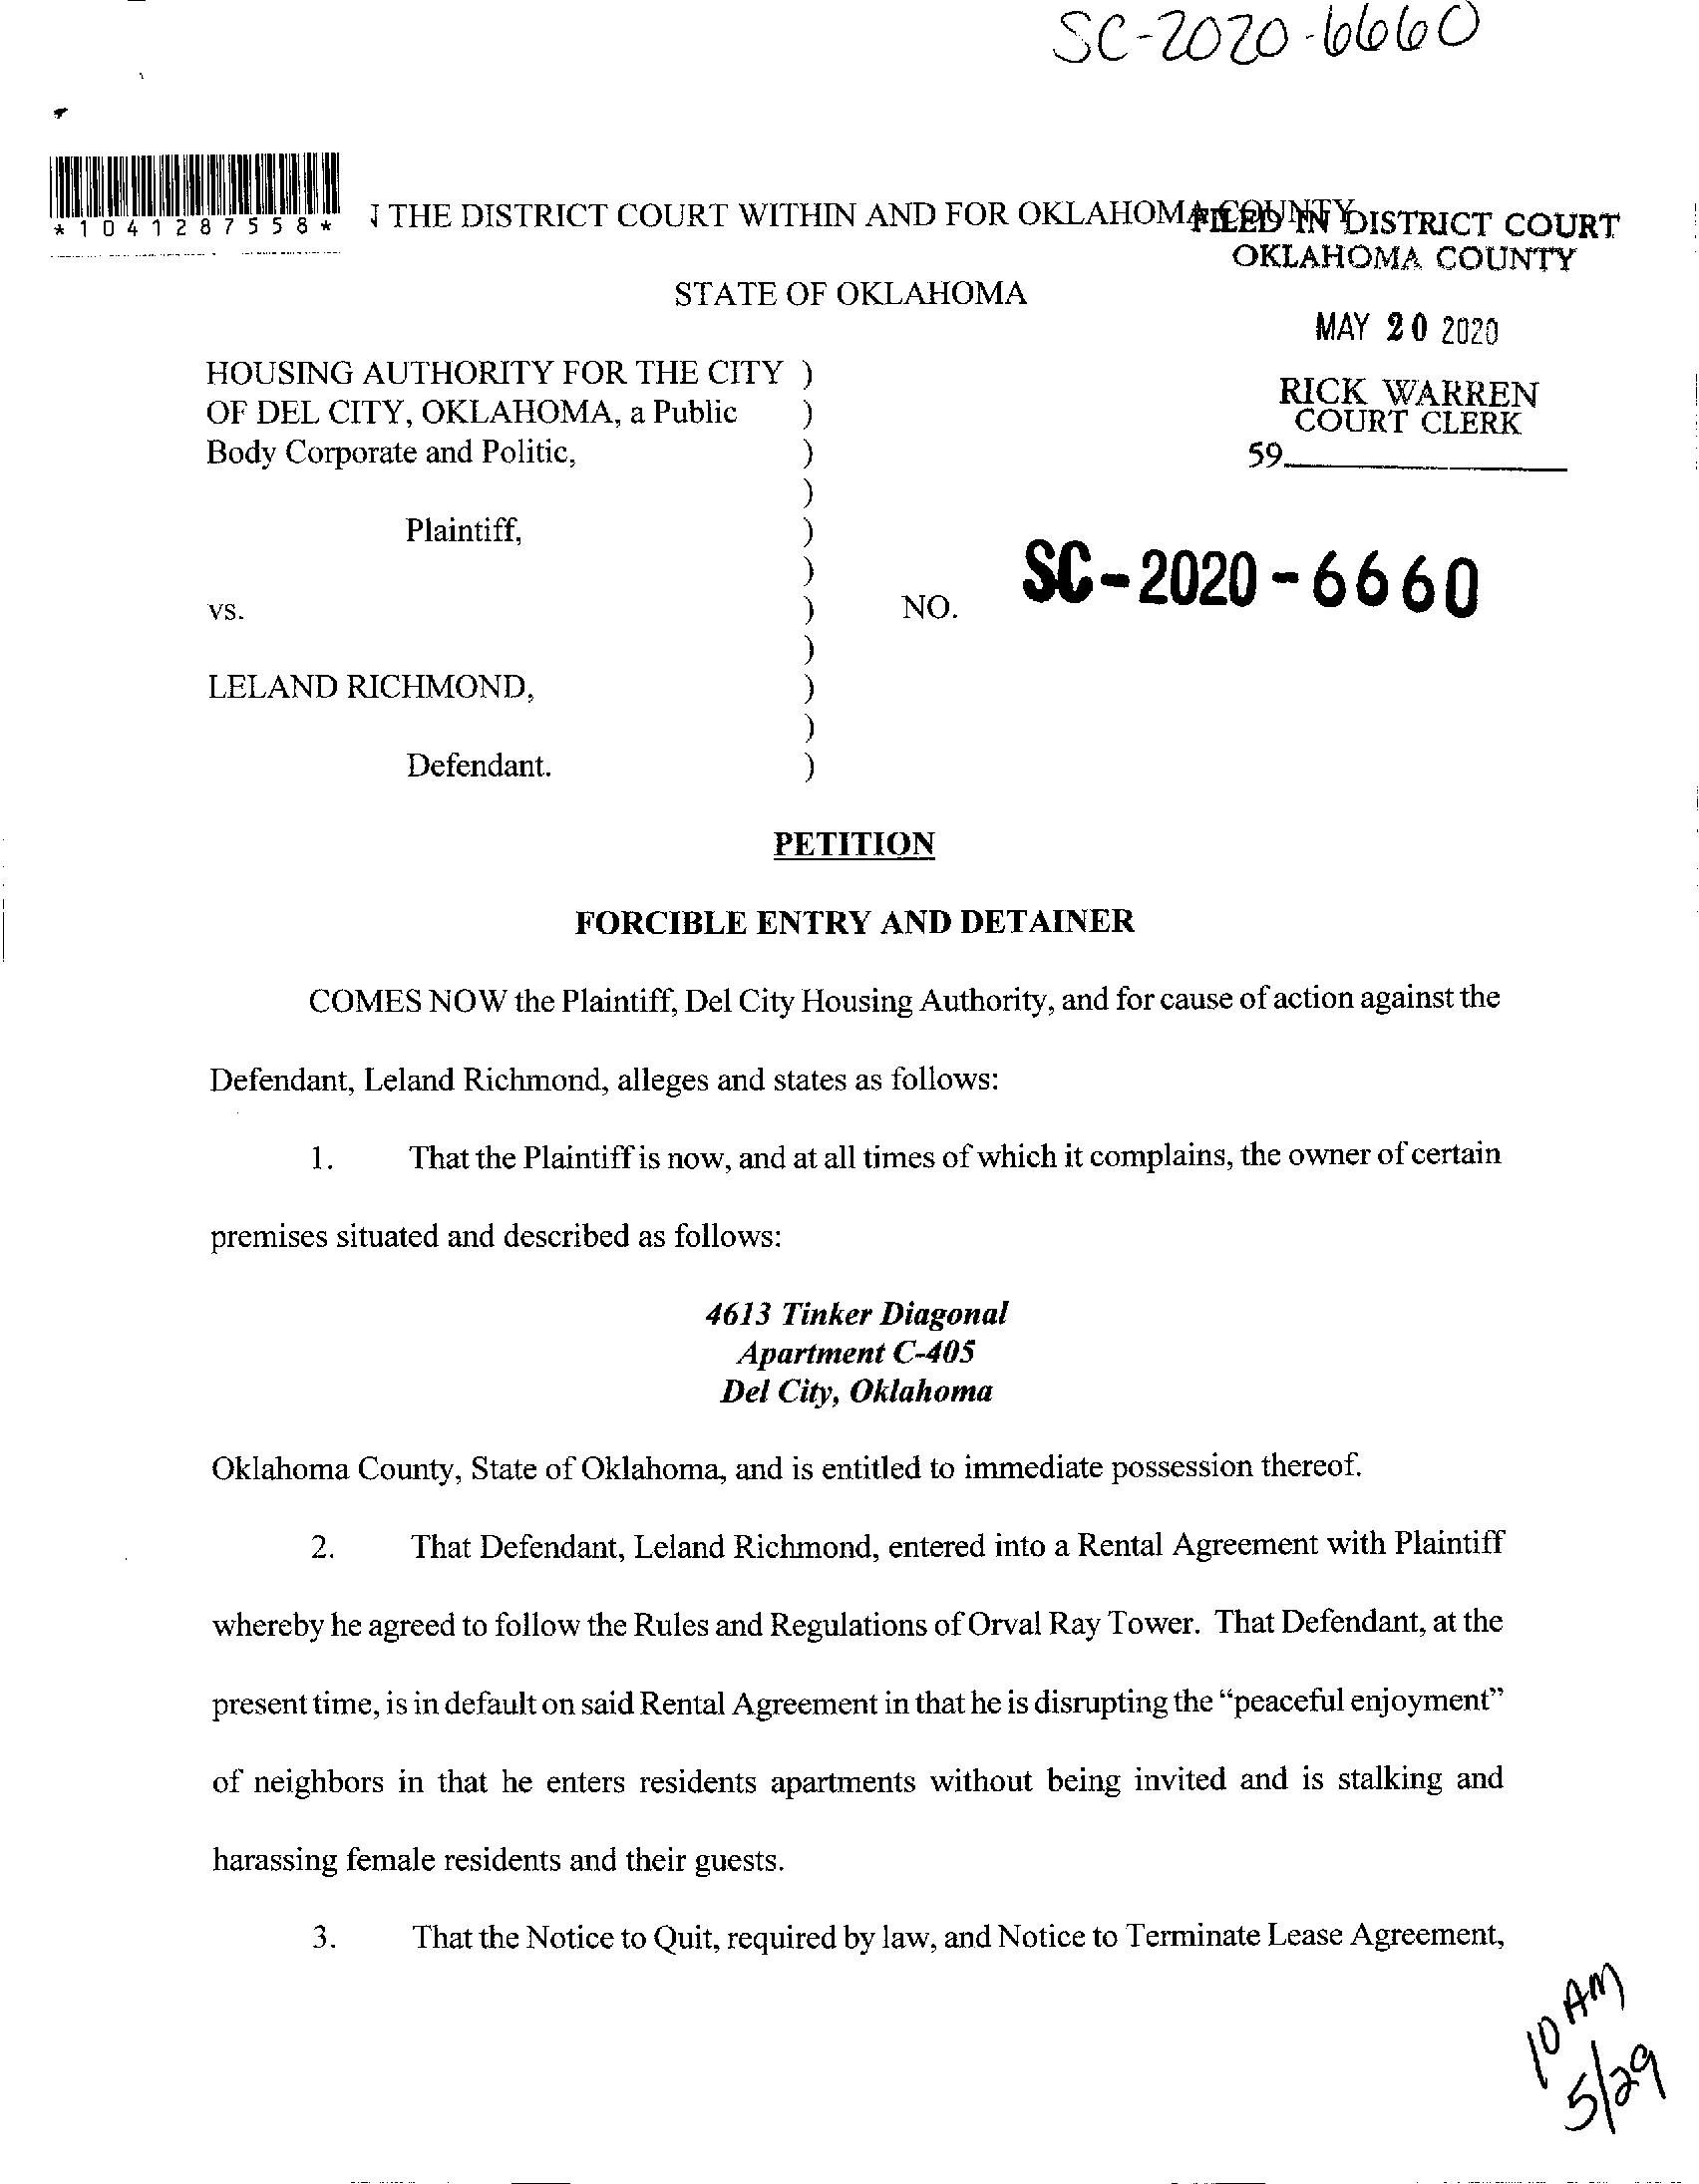 SC-2020-6660
*1041287558*
THE DISTRICT COURT WITHIN AND FOR OKLAHOMA COUNTY
FILED IN DISTRICT COURT
OKLAHOMA COUNTY
STATE OF OKLAHOMA
MAY 20 2020
HOUSING AUTHORITY FOR THE CITY )
RICK WARREN
OF DEL CITY, OKLAHOMA, a Public )
COURT CLERK
Body Corporate and Politic, )
59
)
Plaintiff, )
)
vs. ) NO. SC-2020-6660
)
LELAND RICHMOND, )
)
Defendant. )
PETITION
FORCIBLE ENTRY AND DETAINER
COMES NOW the Plaintiff, Del City Housing Authority, and for cause of action against the
Defendant, Leland Richmond, alleges and states as follows:
1. That the Plaintiff is now, and at all times of which it complains, the owner of certain
premises situated and described as follows:
4613 Tinker Diagonal
Apartment C-405
Del City, Oklahoma
Oklahoma County, State of Oklahoma, and is entitled to immediate possession thereof.
2. That Defendant, Leland Richmond, entered into a Rental Agreement with Plaintiff
whereby he agreed to follow the Rules and Regulations of Orval Ray Tower. That Defendant, at the
present time, is in default on said Rental Agreement in that he is disrupting the “peaceful enjoyment”
of neighbors in that he enters residents apartments without being invited and is stalking and
harassing female residents and their guests.
3. That the Notice to Quit, required by law, and Notice to Terminate Lease Agreement,
10 AM
5/29